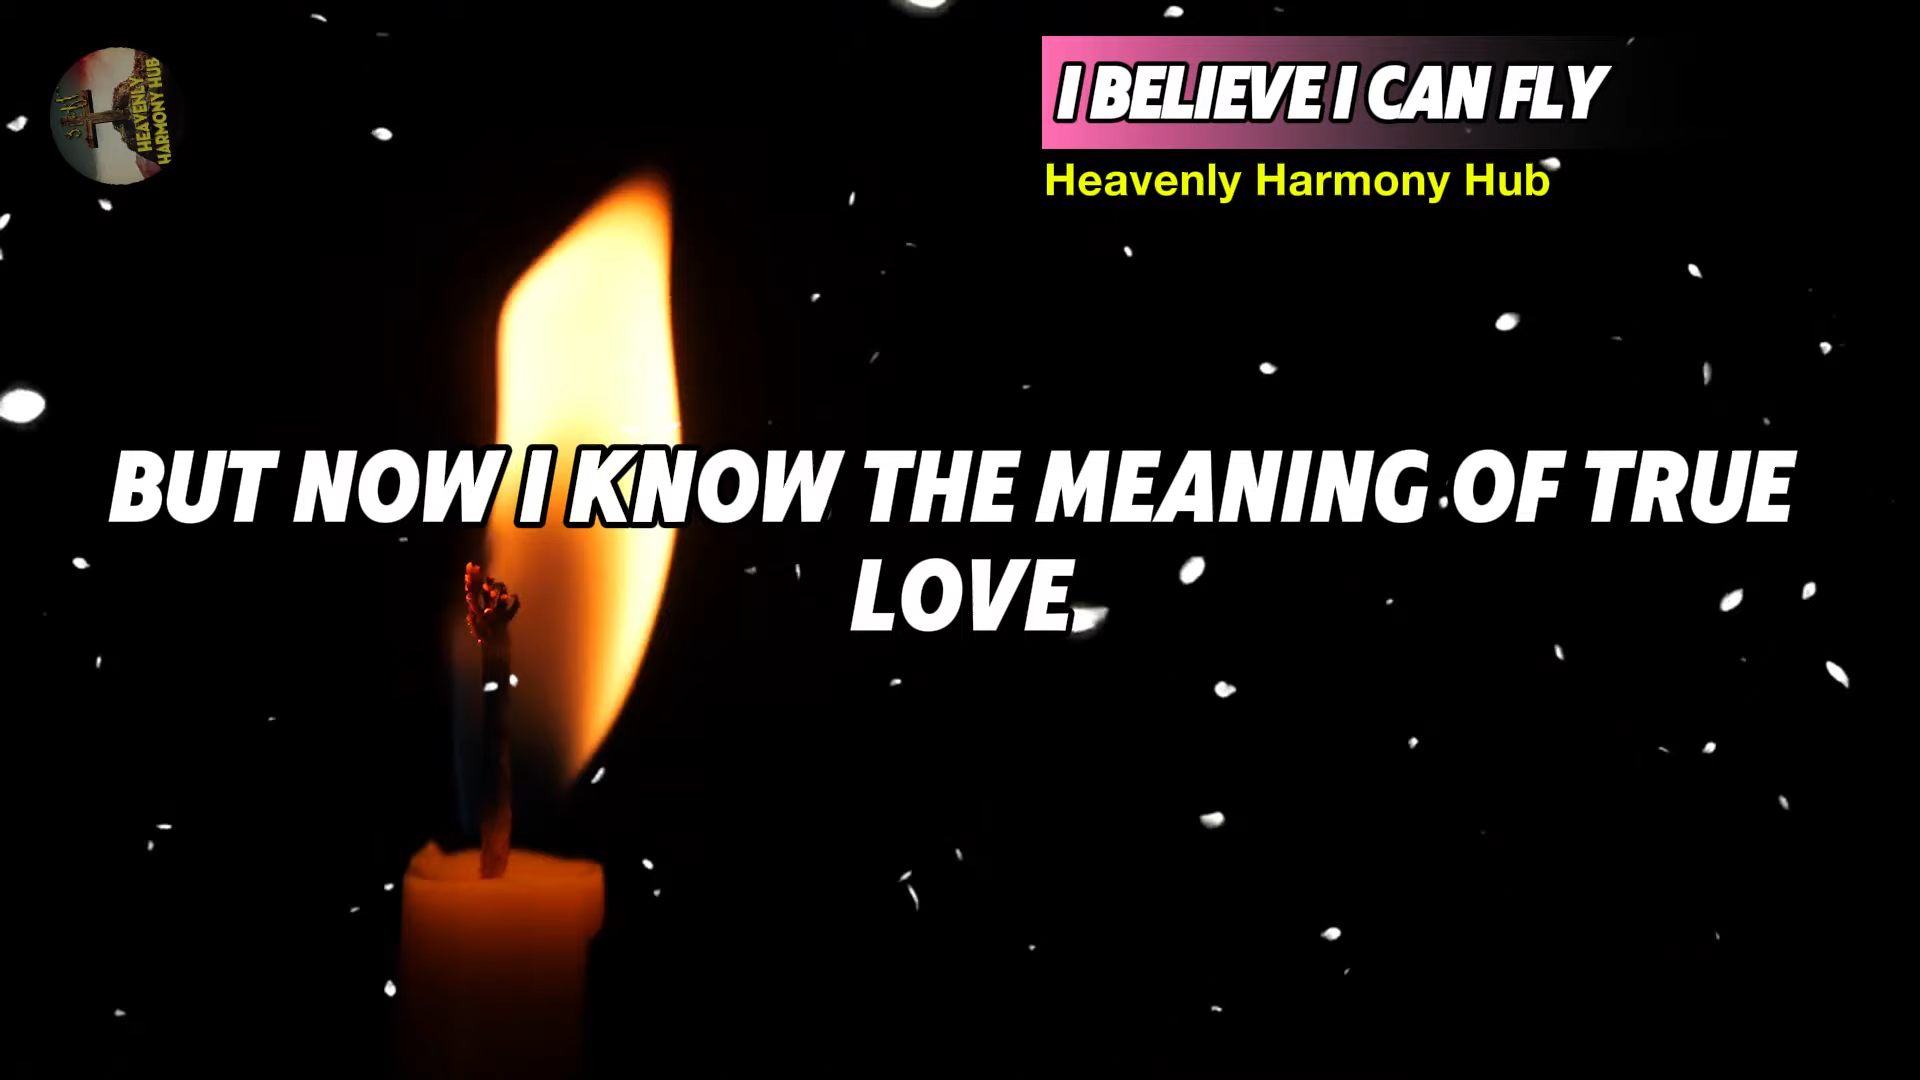 HEAVENLY
HARMONY HUB
I BELIEVE I CAN FLY
Heavenly Harmony Hub
BUT NOW I KNOW THE MEANING OF TRUE
LOVE